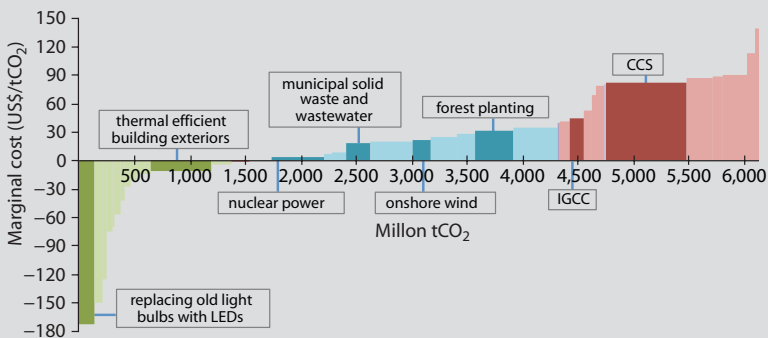 Marginal cost (US$/tCO₂)
150
120
90
60
30
0
−30
−60
−90
−120
−150
−180
thermal efficient
building exteriors
municipal solid
waste and
wastewater
forest planting
CCS
500
1,000
1,500
2,000
2,500
3,000
3,500
4,000
4,500
5,000
5,500
6,000
nuclear power
onshore wind
IGCC
Millon tCO₂
replacing old light
bulbs with LEDs